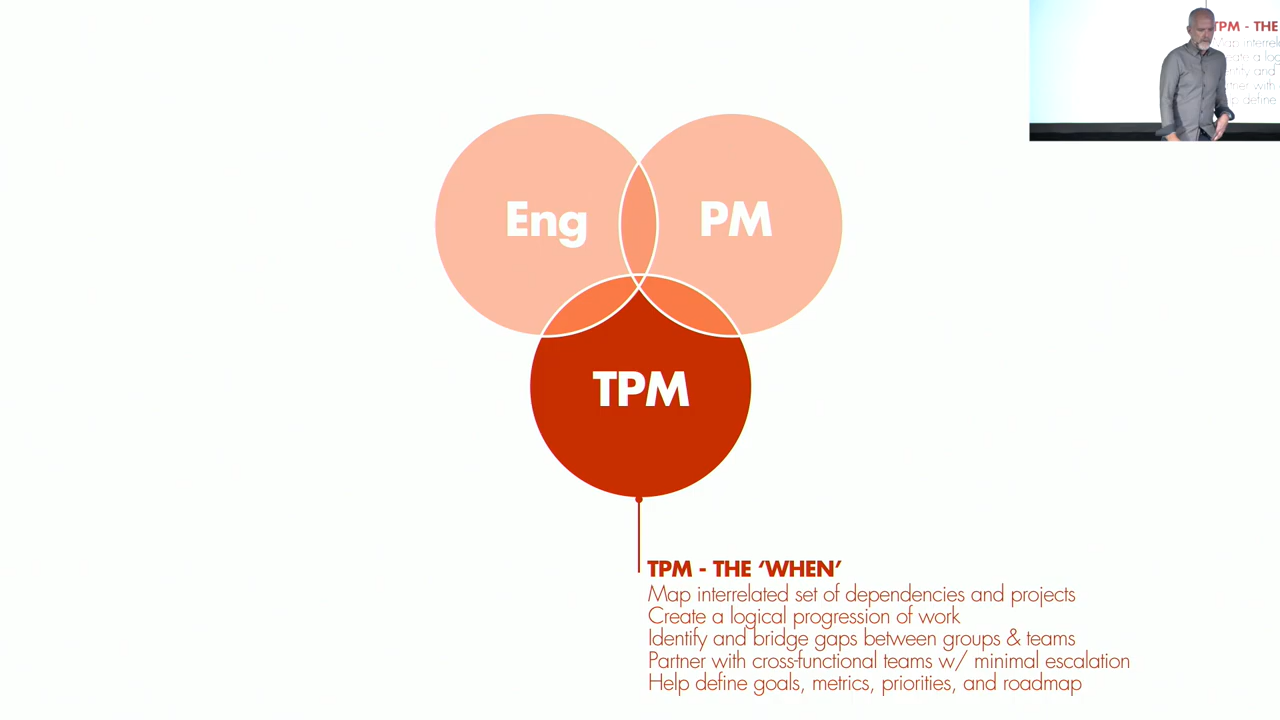 Eng
PM
TPM
TPM - THE ‘WHEN’
Map interrelated set of dependencies and projects
Create a logical progression of work
Identify and bridge gaps between groups & teams
Partner with cross-functional teams w/ minimal escalation
Help define goals, metrics, priorities, and roadmap
TPM - THE